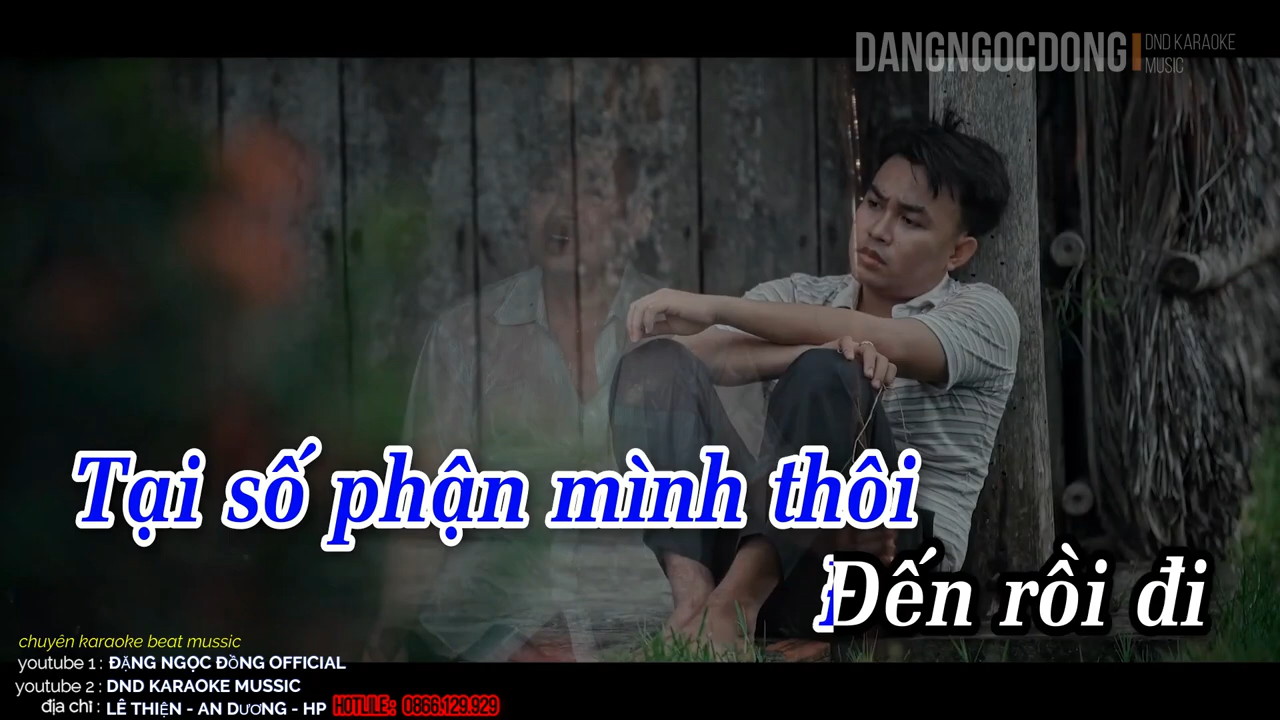 DANGNGOCDONG DND KARAOKE
MUSIC
Tại số phận mình thôi
Đến rồi đi
chuyên karaoke beat mussic
youtube 1 : ĐẶNG NGỌC ĐỒNG OFFICIAL
youtube 2 : DND KARAOKE MUSSIC
địa chỉ : LÊ THIỆN - AN DƯƠNG - HP HOTLILE: 0866.129.929